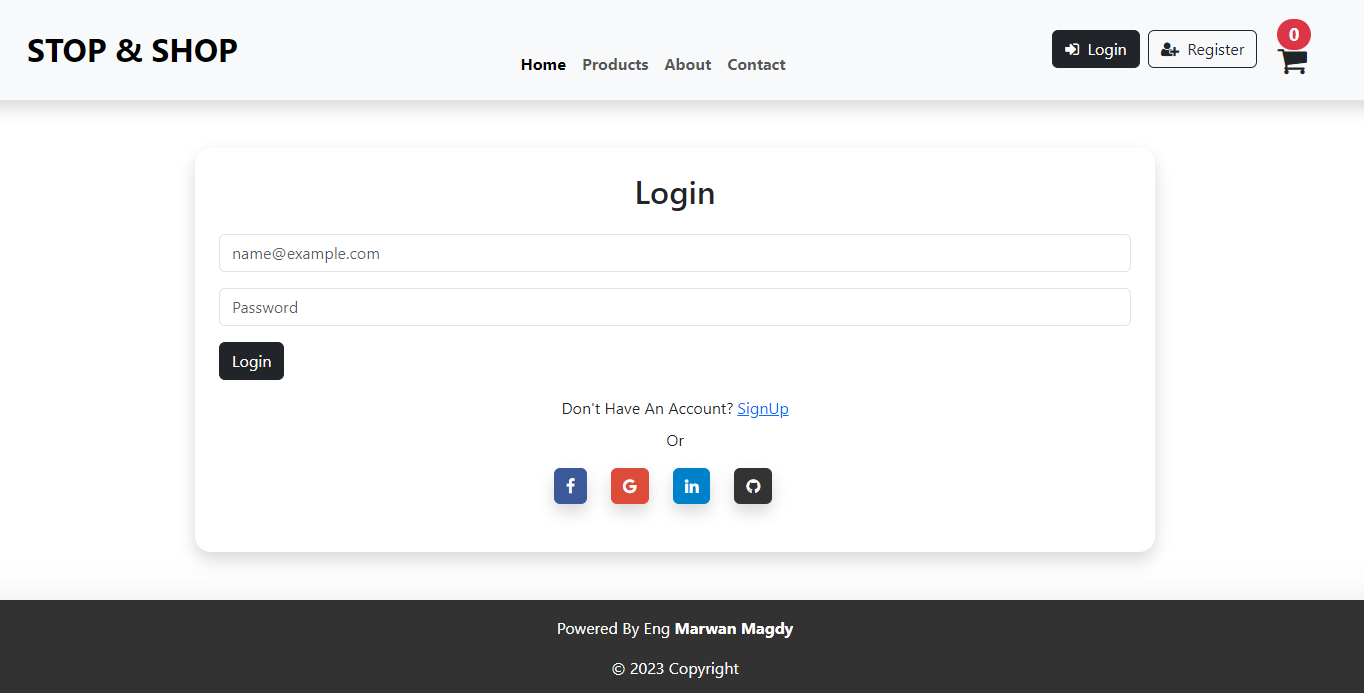 STOP & SHOP
Home Products About Contact
Login Register 0
Login
name@example.com
Password
Login
Don't Have An Account? SignUp
Or
f G in
Powered By Eng Marwan Magdy
© 2023 Copyright